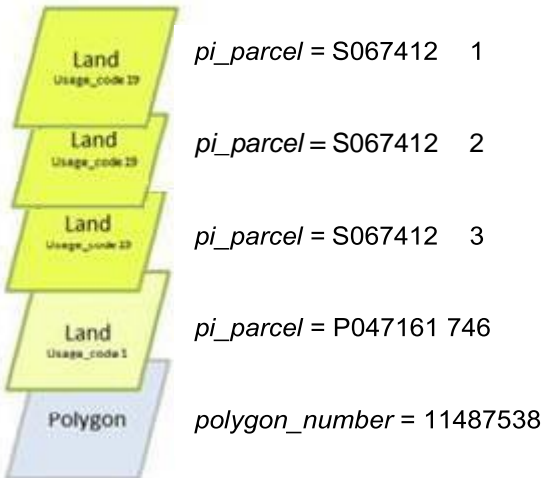 Land
Usage_code 19
pi_parcel = S067412 1
Land
Usage_code 19
pi_parcel = S067412 2
Land
Usage_code 19
pi_parcel = S067412 3
Land
Usage_code 1
pi_parcel = P047161 746
Polygon
polygon_number = 11487538